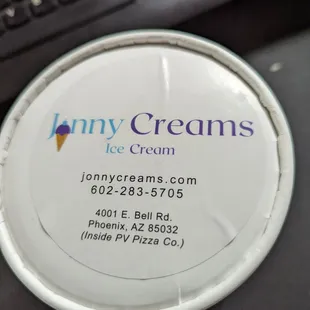 Jonny Creams
Ice Cream
jonnycreams.com
602-283-5705
4001 E. Bell Rd.
Phoenix, AZ 85032
(Inside PV Pizza Co.)